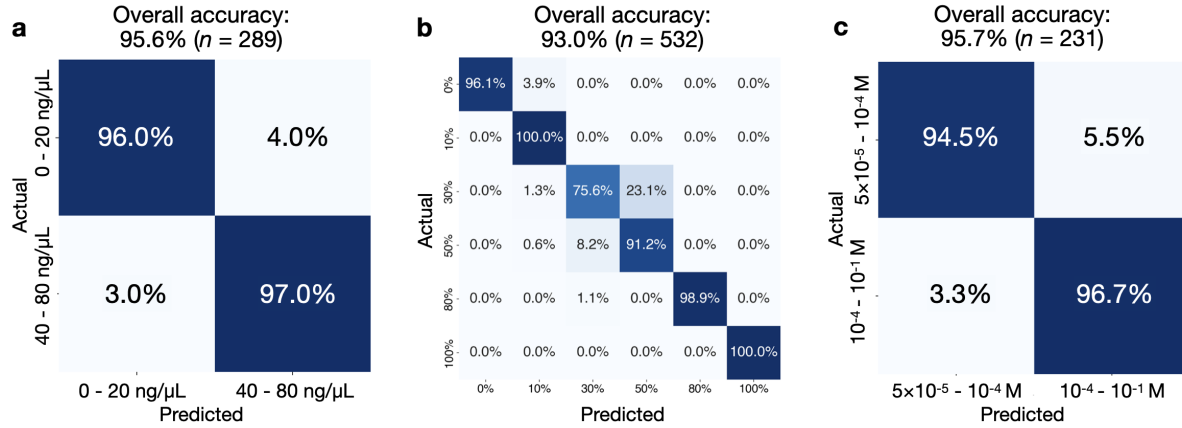 a
Overall accuracy:
95.6% (n = 289)
Actual
0 - 20 ng/µL
96.0%
4.0%
40 - 80 ng/µL
3.0%
97.0%
0 - 20 ng/µL
40 - 80 ng/µL
Predicted
b
Overall accuracy:
93.0% (n = 532)
Actual
0% 96.1% 3.9% 0.0% 0.0% 0.0% 0.0%
10% 0.0% 100.0% 0.0% 0.0% 0.0% 0.0%
30% 0.0% 1.3% 75.6% 23.1% 0.0% 0.0%
50% 0.0% 0.6% 8.2% 91.2% 0.0% 0.0%
80% 0.0% 0.0% 1.1% 0.0% 98.9% 0.0%
100% 0.0% 0.0% 0.0% 0.0% 0.0% 100.0%
0% 10% 30% 50% 80% 100%
Predicted
c
Overall accuracy:
95.7% (n = 231)
Actual
5×10⁻⁵ - 10⁻⁴ M
94.5%
5.5%
10⁻⁴ - 10⁻¹ M
3.3%
96.7%
5×10⁻⁵ - 10⁻⁴ M
10⁻⁴ - 10⁻¹ M
Predicted